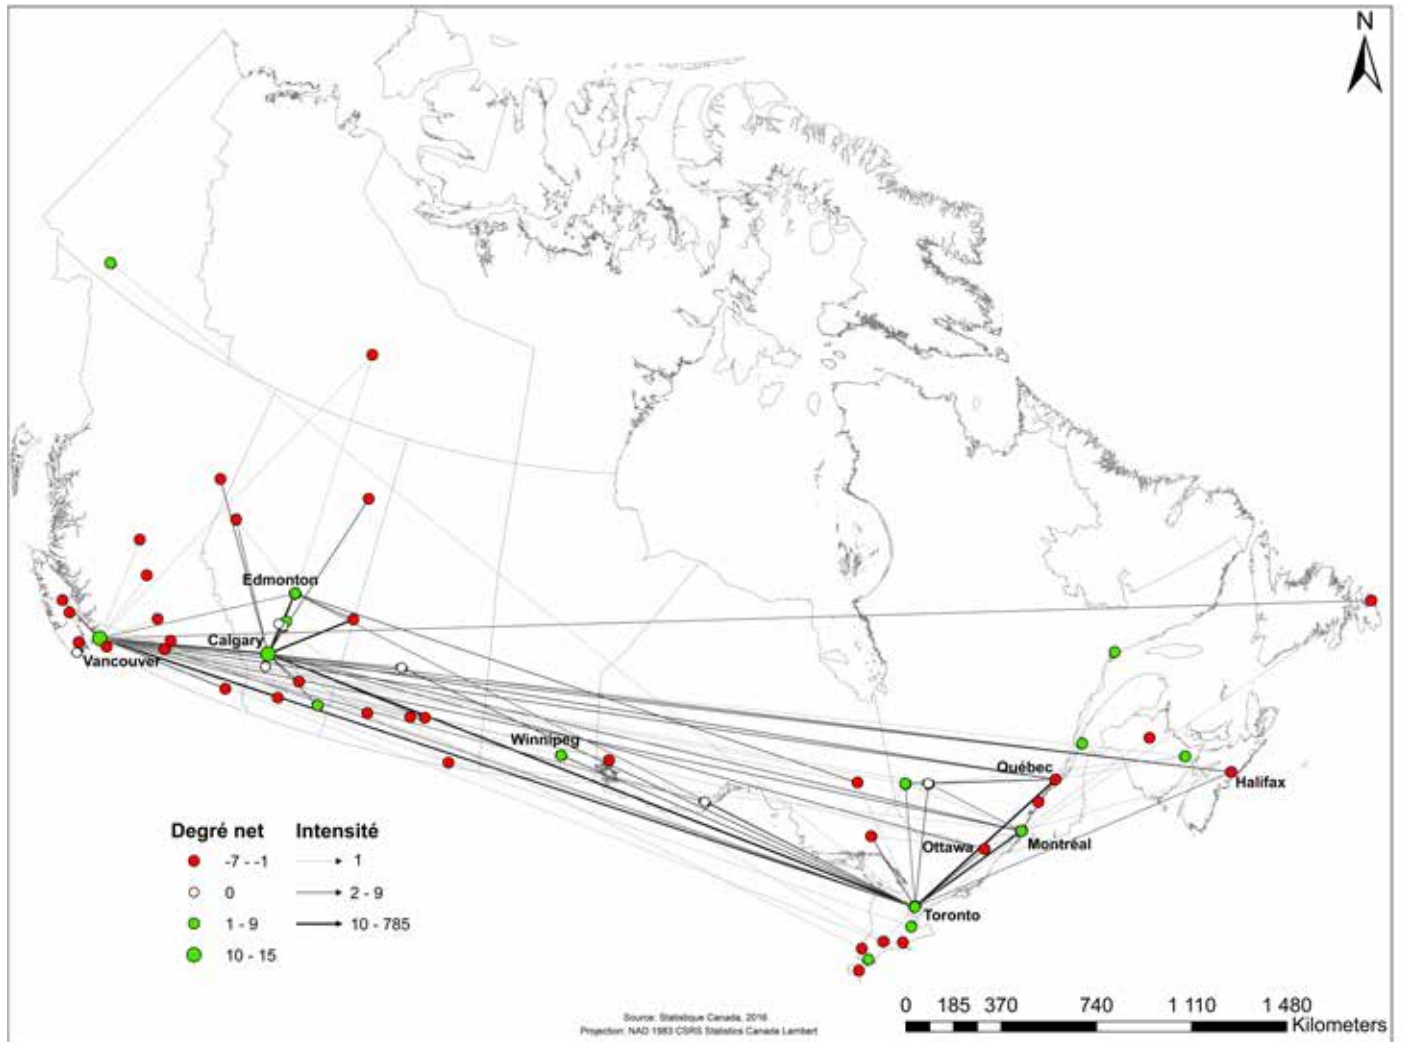 N
Edmonton
Calgary
Vancouver
Winnipeg
Québec
Halifax
Ottawa
Montréal
Toronto
Degré net Intensité
-7 - -1 1
0 2 - 9
1 - 9 10 - 785
10 - 15
0 185 370 740 1 110 1 480
Kilometers
Source: Statistique Canada, 2016
Projection: NAD 1983 CSRS Statistics Canada Lambert